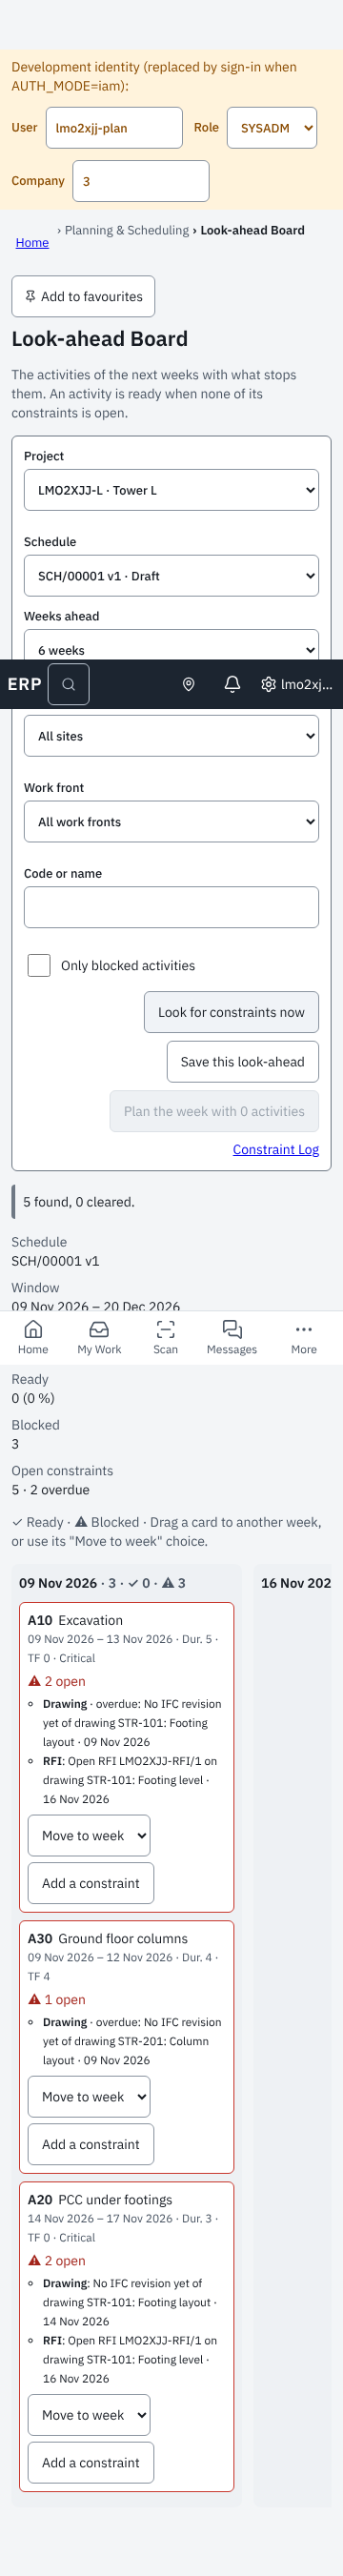 Development identity (replaced by sign-in when
AUTH_MODE=iam):
User lmo2xjj-plan Role SYSADM
Company 3
Home › Planning & Scheduling › Look-ahead Board
Add to favourites
Look-ahead Board
The activities of the next weeks with what stops
them. An activity is ready when none of its
constraints is open.
Project
LMO2XJJ-L · Tower L
Schedule
SCH/00001 v1 · Draft
Weeks ahead
6 weeks
ERP lmo2xj...
All sites
Work front
All work fronts
Code or name
Only blocked activities
Look for constraints now
Save this look-ahead
Plan the week with 0 activities
Constraint Log
5 found, 0 cleared.
Schedule
SCH/00001 v1
Window
09 Nov 2026 – 20 Dec 2026
Home My Work Scan Messages More
Ready
0 (0 %)
Blocked
3
Open constraints
5 · 2 overdue
✓ Ready · ⚠ Blocked · Drag a card to another week,
or use its "Move to week" choice.
09 Nov 2026 · 3 · ✓ 0 · ⚠ 3
16 Nov 202
A10 Excavation
09 Nov 2026 – 13 Nov 2026 · Dur. 5 ·
TF 0 · Critical
⚠ 2 open
Drawing · overdue: No IFC revision
yet of drawing STR-101: Footing
layout · 09 Nov 2026
RFI: Open RFI LMO2XJJ-RFI/1 on
drawing STR-101: Footing level ·
16 Nov 2026
Move to week
Add a constraint
A30 Ground floor columns
09 Nov 2026 – 12 Nov 2026 · Dur. 4 ·
TF 4
⚠ 1 open
Drawing · overdue: No IFC revision
yet of drawing STR-201: Column
layout · 09 Nov 2026
Move to week
Add a constraint
A20 PCC under footings
14 Nov 2026 – 17 Nov 2026 · Dur. 3 ·
TF 0 · Critical
⚠ 2 open
Drawing: No IFC revision yet of
drawing STR-101: Footing layout ·
14 Nov 2026
RFI: Open RFI LMO2XJJ-RFI/1 on
drawing STR-101: Footing level ·
16 Nov 2026
Move to week
Add a constraint